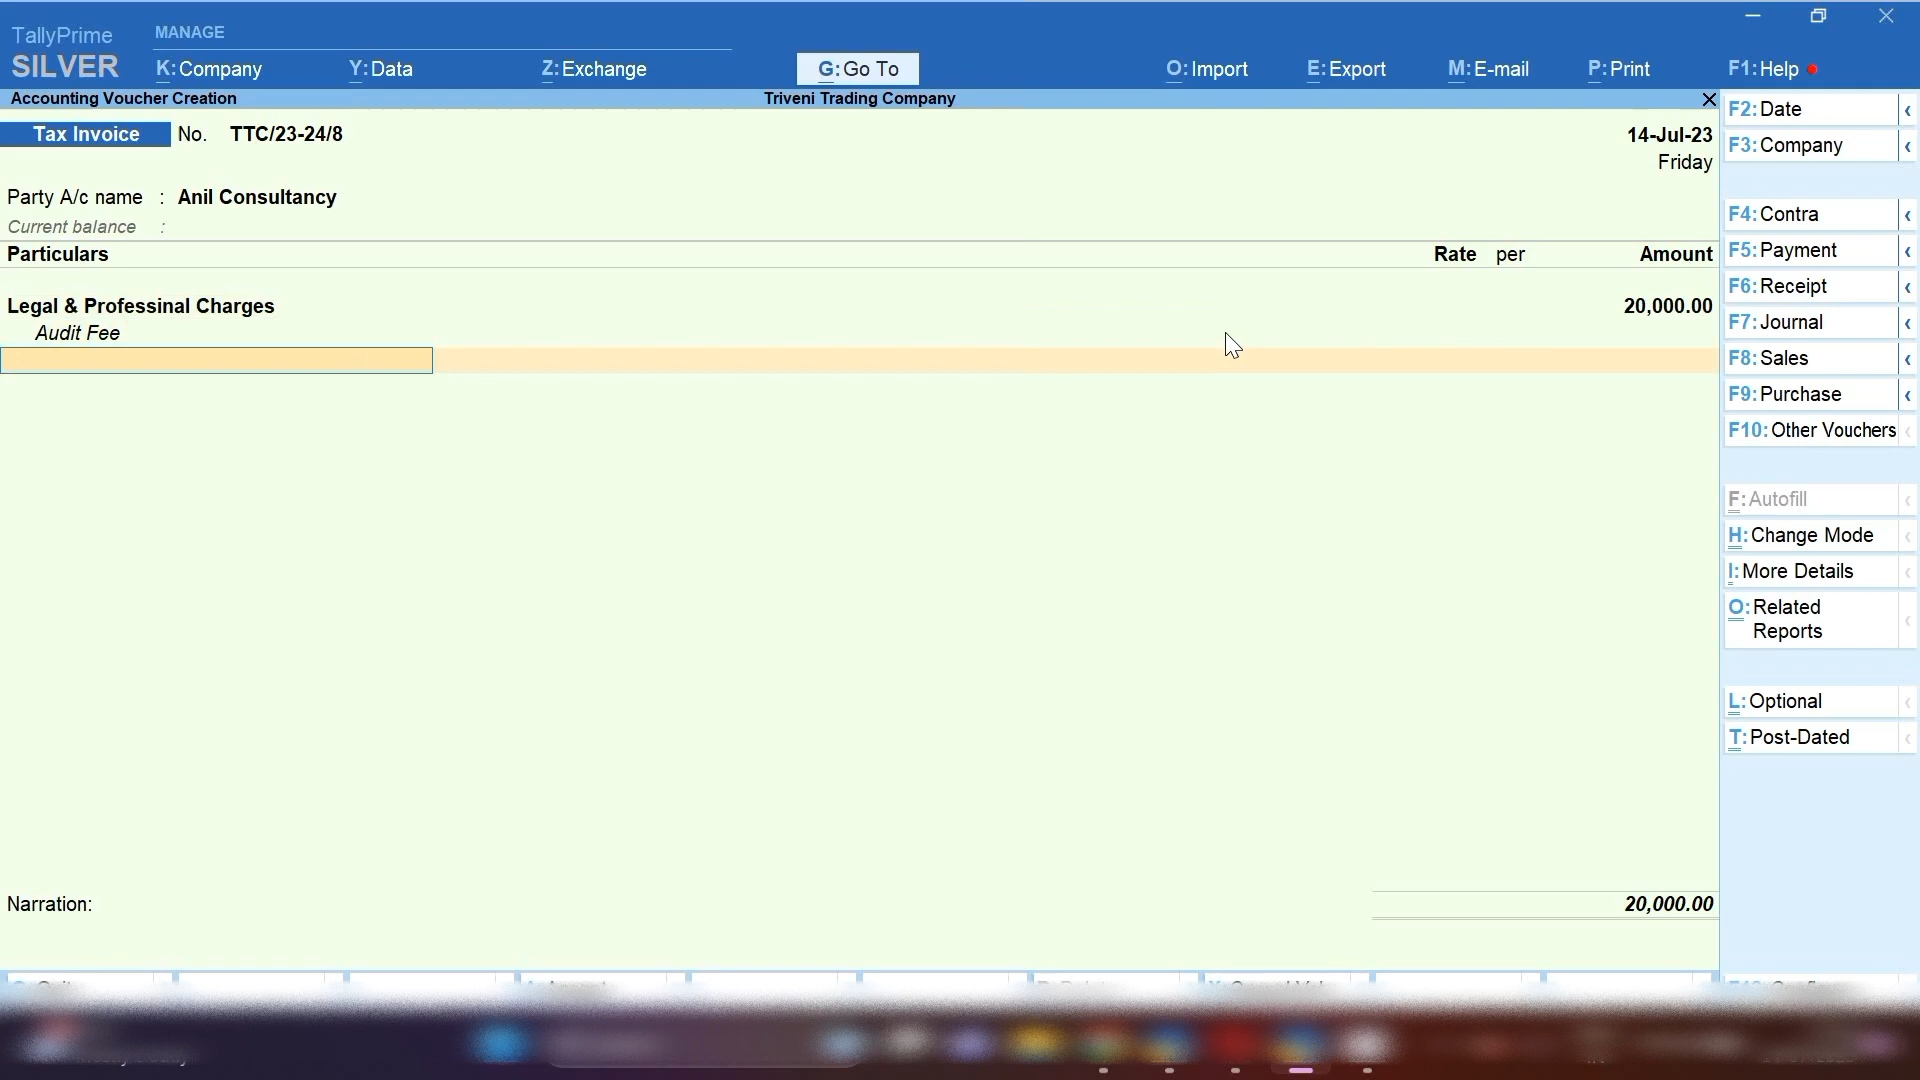 TallyPrime
SILVER
MANAGE
K: Company
Y: Data
Z: Exchange
G: Go To
O: Import
E: Export
M: E-mail
P: Print
F1: Help
Accounting Voucher Creation
Triveni Trading Company
Tax Invoice No. TTC/23-24/8
14-Jul-23
Friday
Party A/c name : Anil Consultancy
Current balance :
Particulars Rate per Amount
Legal & Professinal Charges 20,000.00
Audit Fee
Narration: 20,000.00
F2: Date
F3: Company
F4: Contra
F5: Payment
F6: Receipt
F7: Journal
F8: Sales
F9: Purchase
F10: Other Vouchers
F: Autofill
H: Change Mode
I: More Details
O: Related
Reports
L: Optional
T: Post-Dated